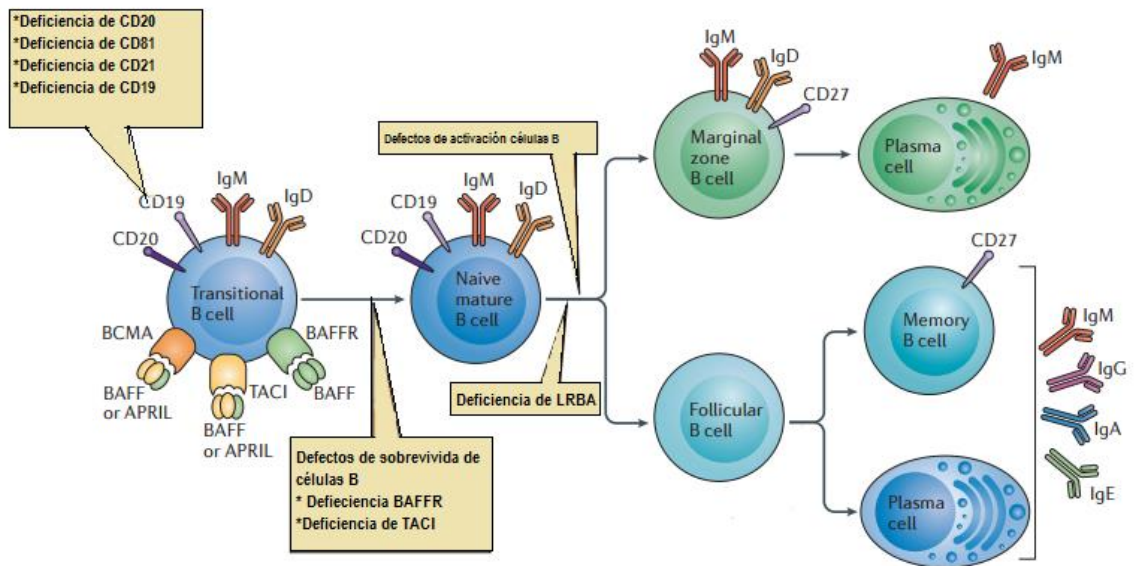 *Deficiencia de CD20
*Deficiencia de CD81
*Deficiencia de CD21
*Deficiencia de CD19
CD19
IgM
IgD
CD20
Transitional
B cell
BCMA
BAFFR
BAFF
or APRIL
TACI
BAFF
BAFF
or APRIL
Defectos de sobrevivida de
células B
* Defieciencia BAFFR
*Deficiencia de TACI
Defectos de activación células B
CD19
IgM
IgD
CD20
Naive
mature
B cell
Deficiencia de LRBA
IgM
IgD
CD27
Marginal
zone
B cell
IgM
Plasma
cell
Follicular
B cell
CD27
Memory
B cell
Plasma
cell
IgM
IgG
IgA
IgE